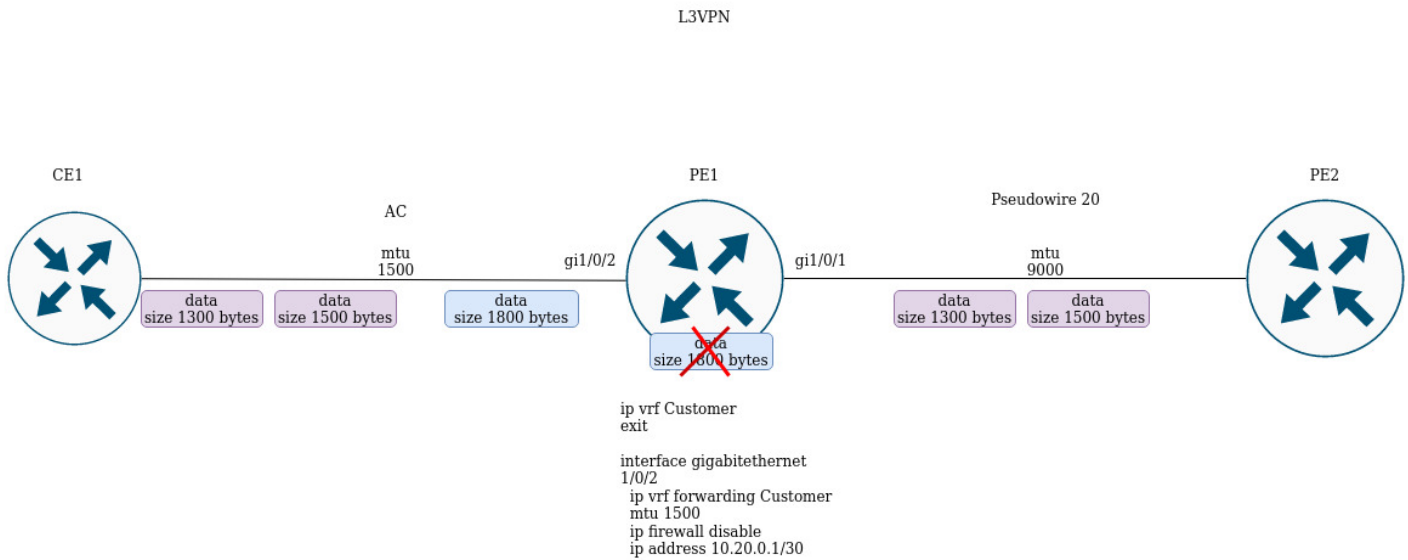 L3VPN
CE1
PE1
PE2
Pseudowire 20
AC
mtu
1500
gi1/0/2
gi1/0/1
mtu
9000
data
size 1300 bytes
data
size 1500 bytes
data
size 1800 bytes
data
size 1300 bytes
data
size 1500 bytes
data
size 1800 bytes
ip vrf Customer
exit
interface gigabitethernet
1/0/2
ip vrf forwarding Customer
mtu 1500
ip firewall disable
ip address 10.20.0.1/30